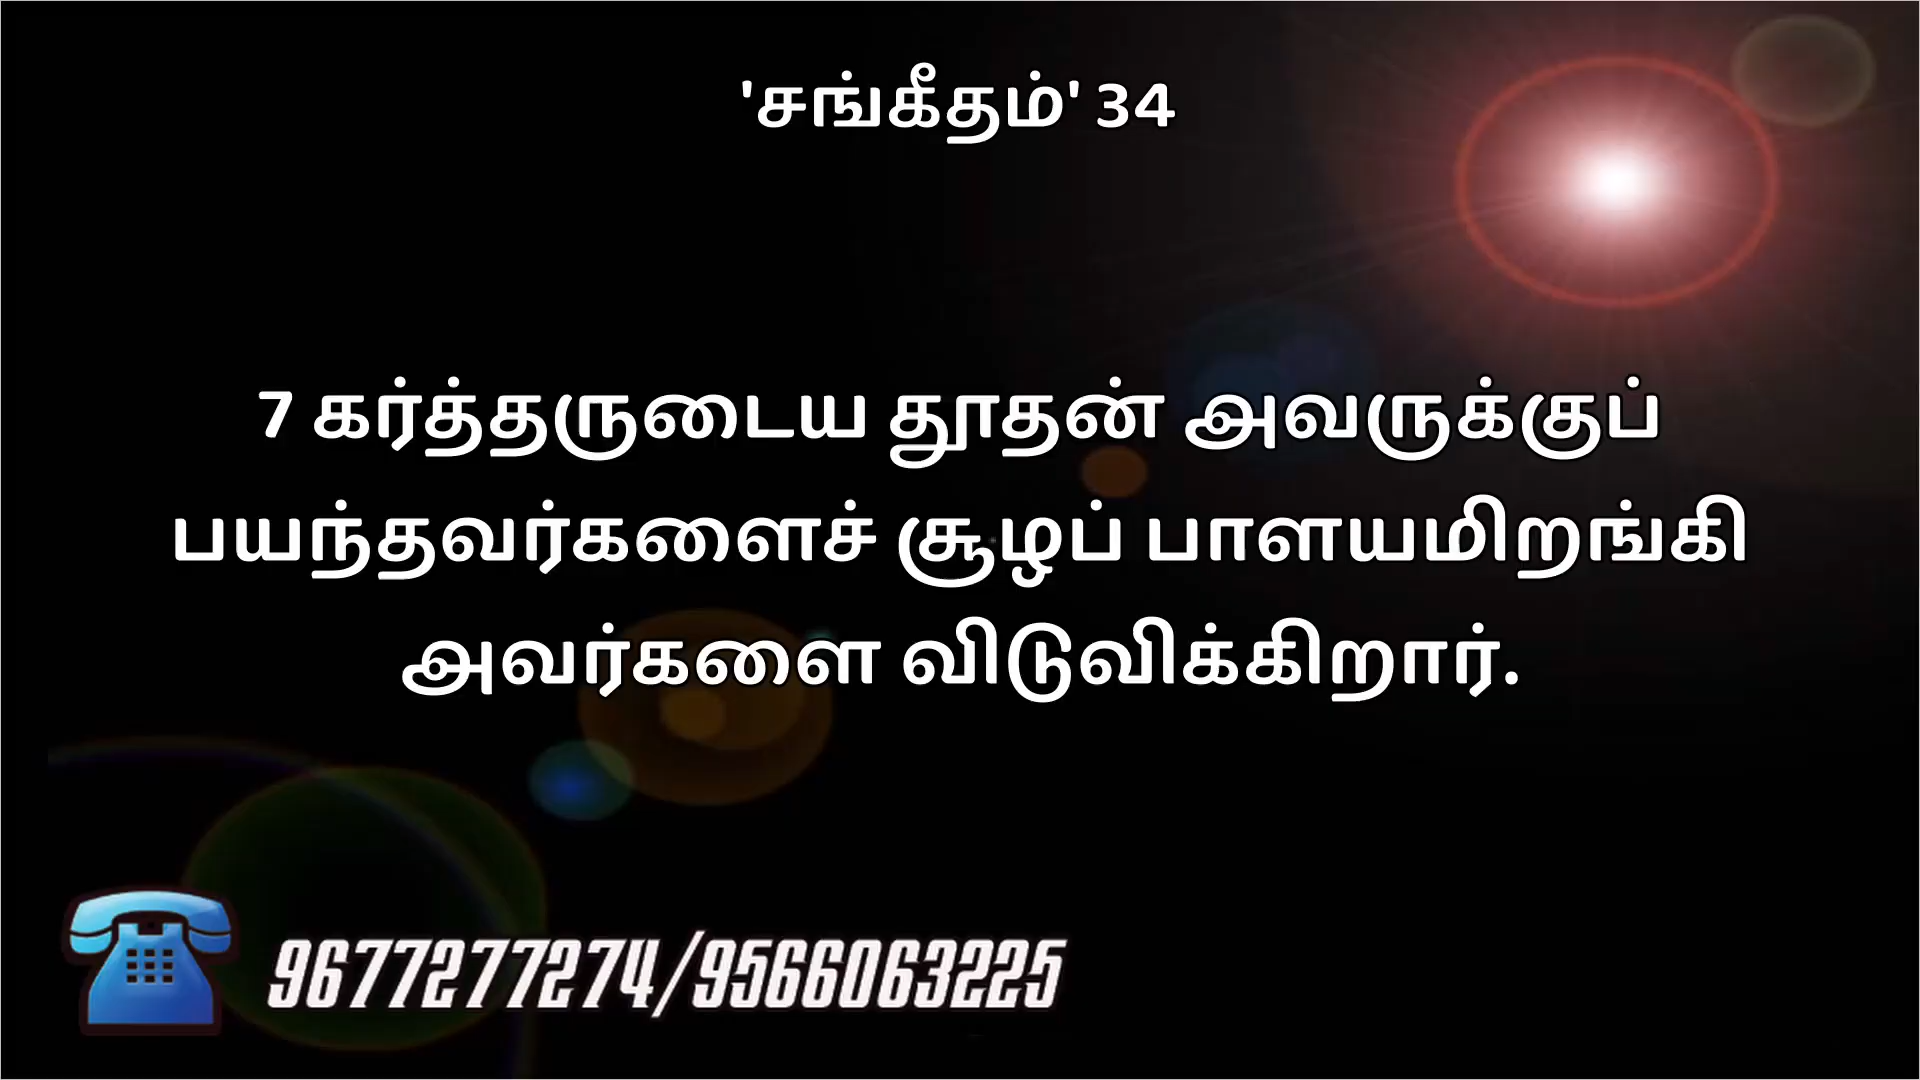 'சங்கீதம்' 34
7 கர்த்தருடைய தூதன் அவருக்குப்
பயந்தவர்களைச் சூழப் பாளயமிறங்கி
அவர்களை விடுவிக்கிறார்.
9677277274/9566063225